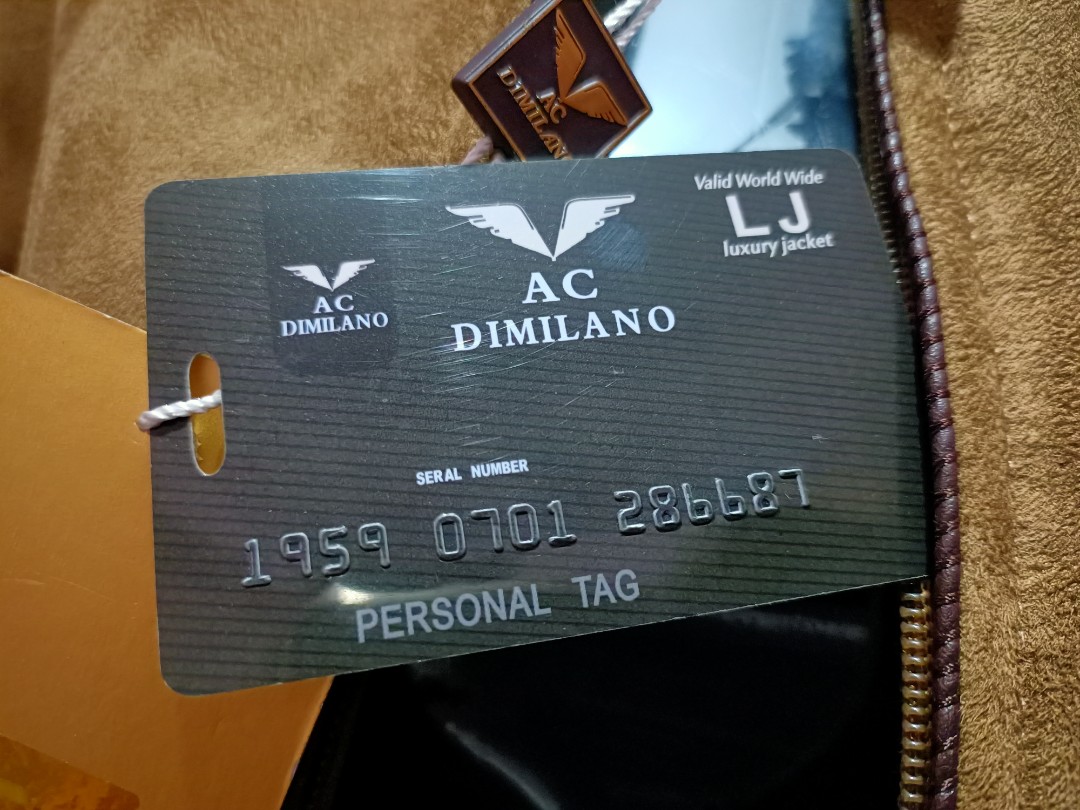 AC
DIMILANO
Valid World Wide
LJ
luxury jacket
AC
DIMILANO
AC
DIMILANO
SERAL NUMBER
1959 0701 286687
PERSONAL TAG